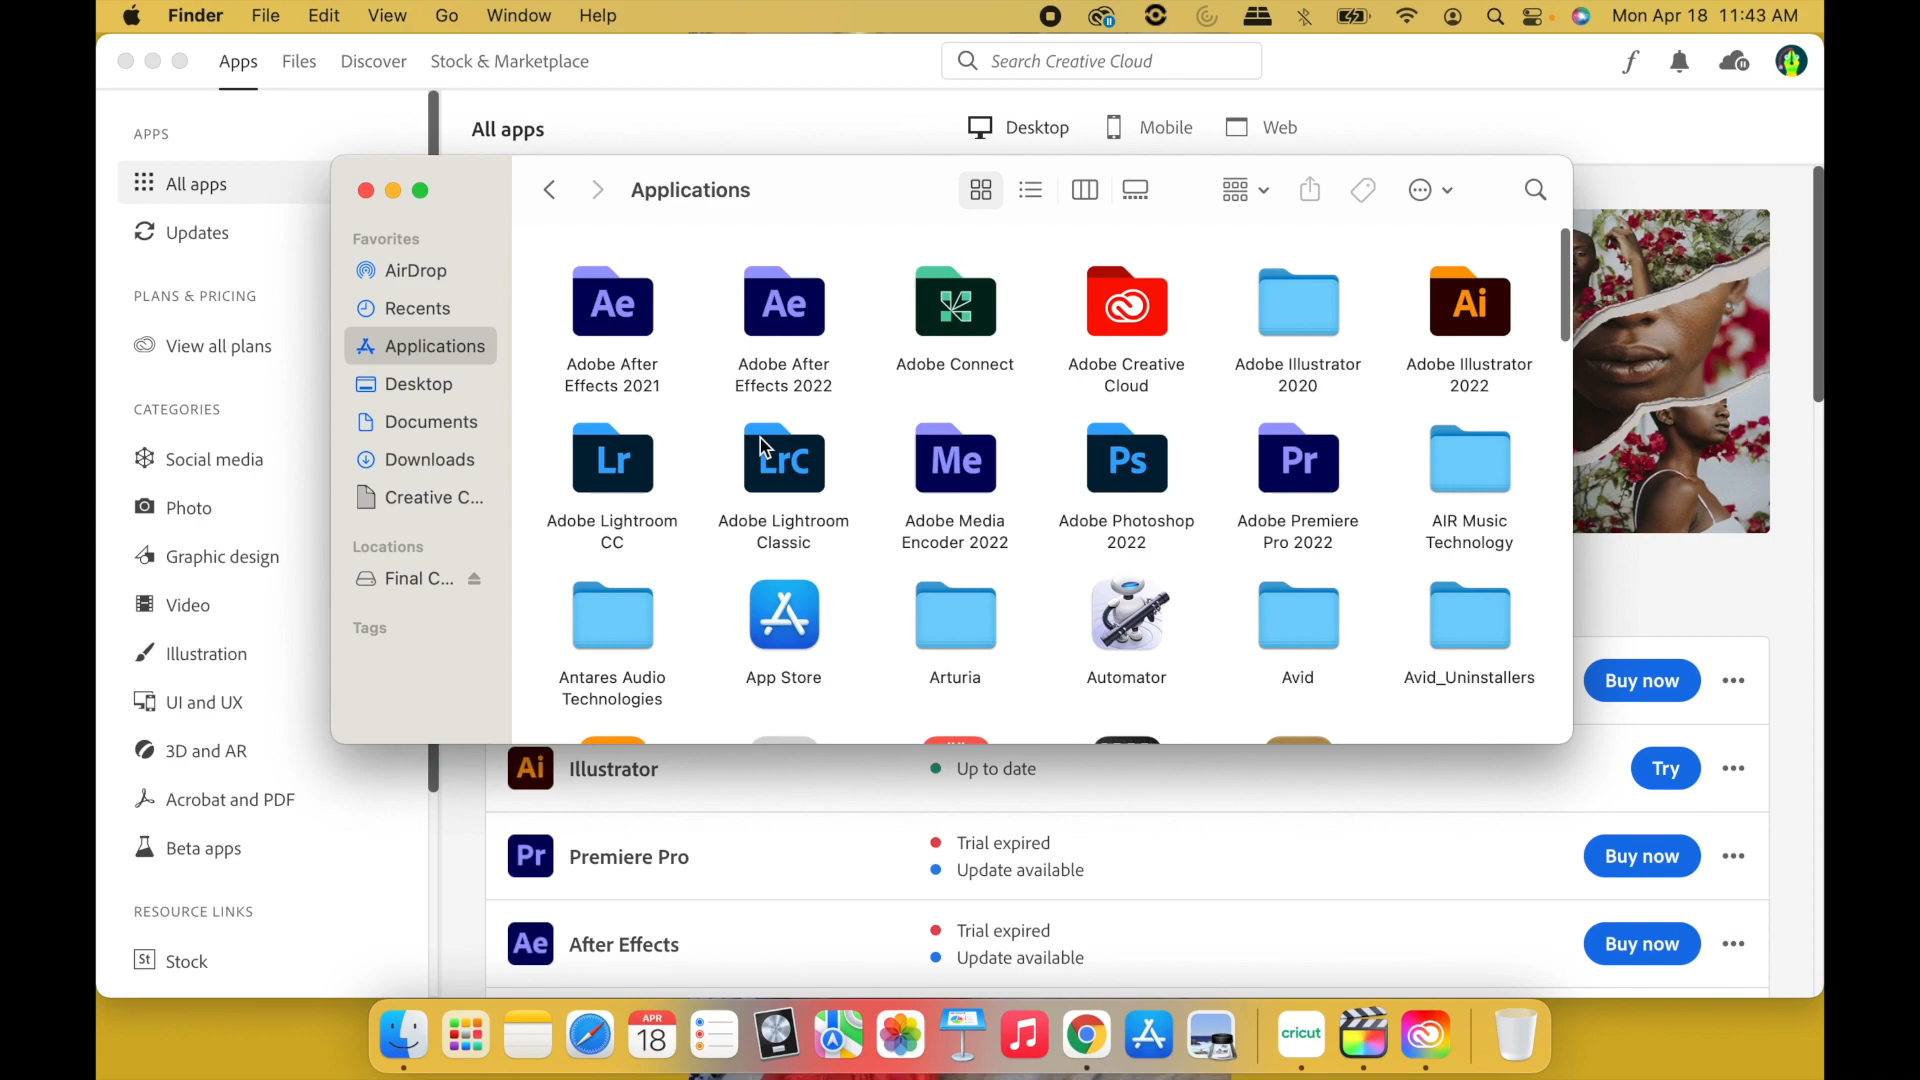 Finder File Edit View Go Window Help Mon Apr 18 11:43 AM
Apps Files Discover Stock & Marketplace Search Creative Cloud
APPS
All apps
Updates
PLANS & PRICING
View all plans
CATEGORIES
Social media
Photo
Graphic design
Video
Illustration
UI and UX
3D and AR
Acrobat and PDF
Beta apps
RESOURCE LINKS
St Stock
All apps Desktop Mobile Web
Applications
Favorites
AirDrop
Recents
Applications
Desktop
Documents
Downloads
Creative C...
Locations
Final C...
Tags
Ae Ae Ai
Adobe After Adobe After Adobe Connect Adobe Creative Adobe Illustrator Adobe Illustrator
Effects 2021 Effects 2022 Cloud 2020 2022
Lr LrC Me Ps Pr
Adobe Lightroom Adobe Lightroom Adobe Media Adobe Photoshop Adobe Premiere AIR Music
CC Classic Encoder 2022 2022 Pro 2022 Technology
Antares Audio App Store Arturia Automator Avid Avid_Uninstallers
Technologies
Buy now
Ai Illustrator Up to date Try
Pr Premiere Pro Trial expired Buy now
Update available
Ae After Effects Trial expired Buy now
Update available
APR
18
cricut